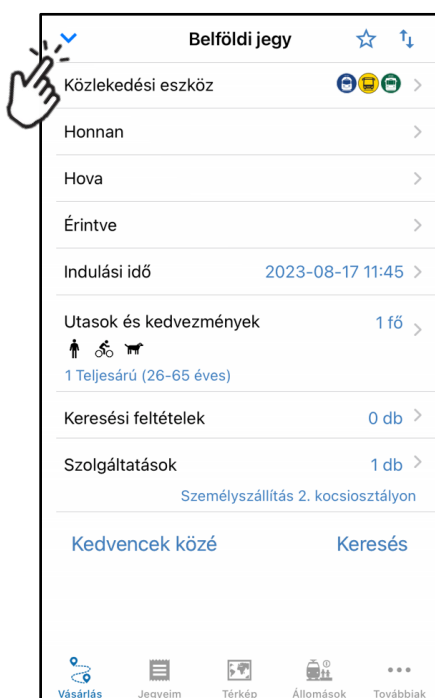 Belföldi jegy
Közlekedési eszköz
Honnan
Hova
Érintve
Indulási idő 2023-08-17 11:45
Utasok és kedvezmények 1 fő
1 Teljesárú (26-65 éves)
Keresési feltételek 0 db
Szolgáltatások 1 db
Személyszállítás 2. kocsiosztályon
Kedvencek közé Keresés
Vásárlás Jegyeim Térkép Állomások Továbbiak